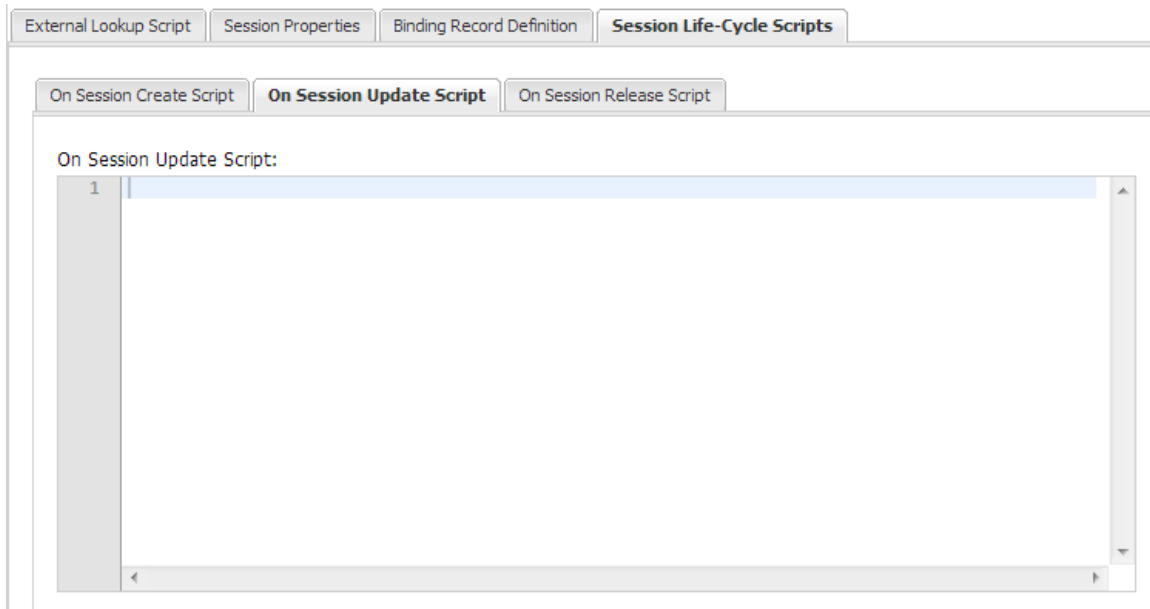 External Lookup Script Session Properties Binding Record Definition Session Life-Cycle Scripts
On Session Create Script On Session Update Script On Session Release Script
On Session Update Script:
1